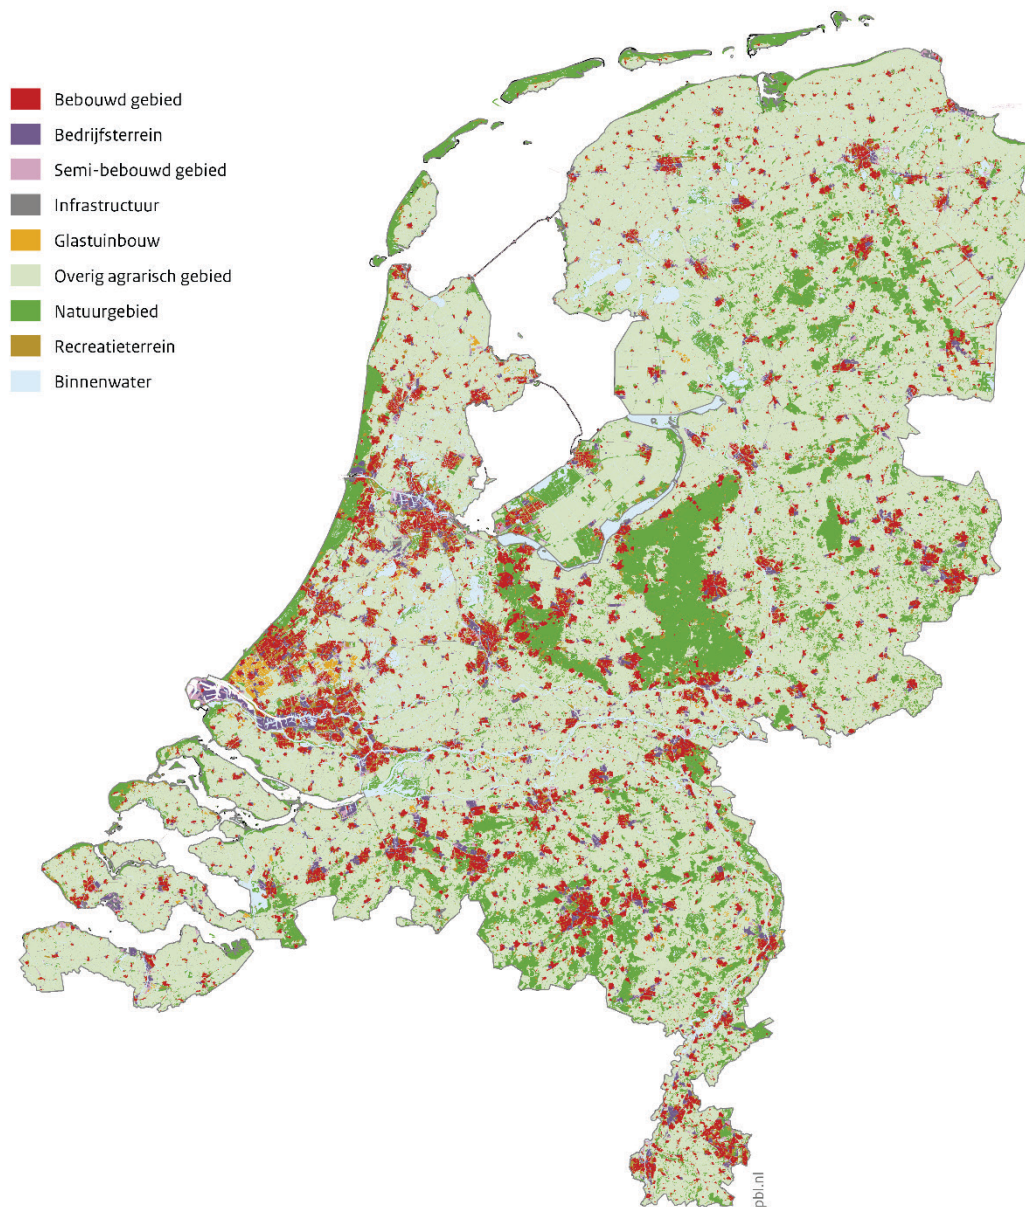 Bebouwd gebied
Bedrijfsterrein
Semi-bebouwd gebied
Infrastructuur
Glastuinbouw
Overig agrarisch gebied
Natuurgebied
Recreatieterrein
Binnenwater
pbl.nl